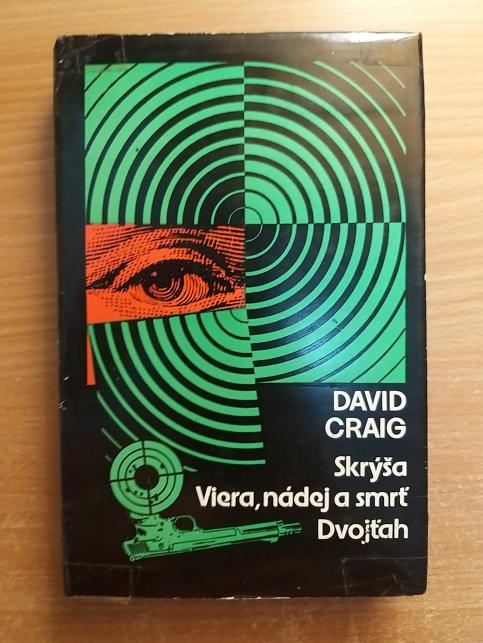 DAVID
CRAIG
Skrýša
Viera, nádej a smrť
Dvojťah